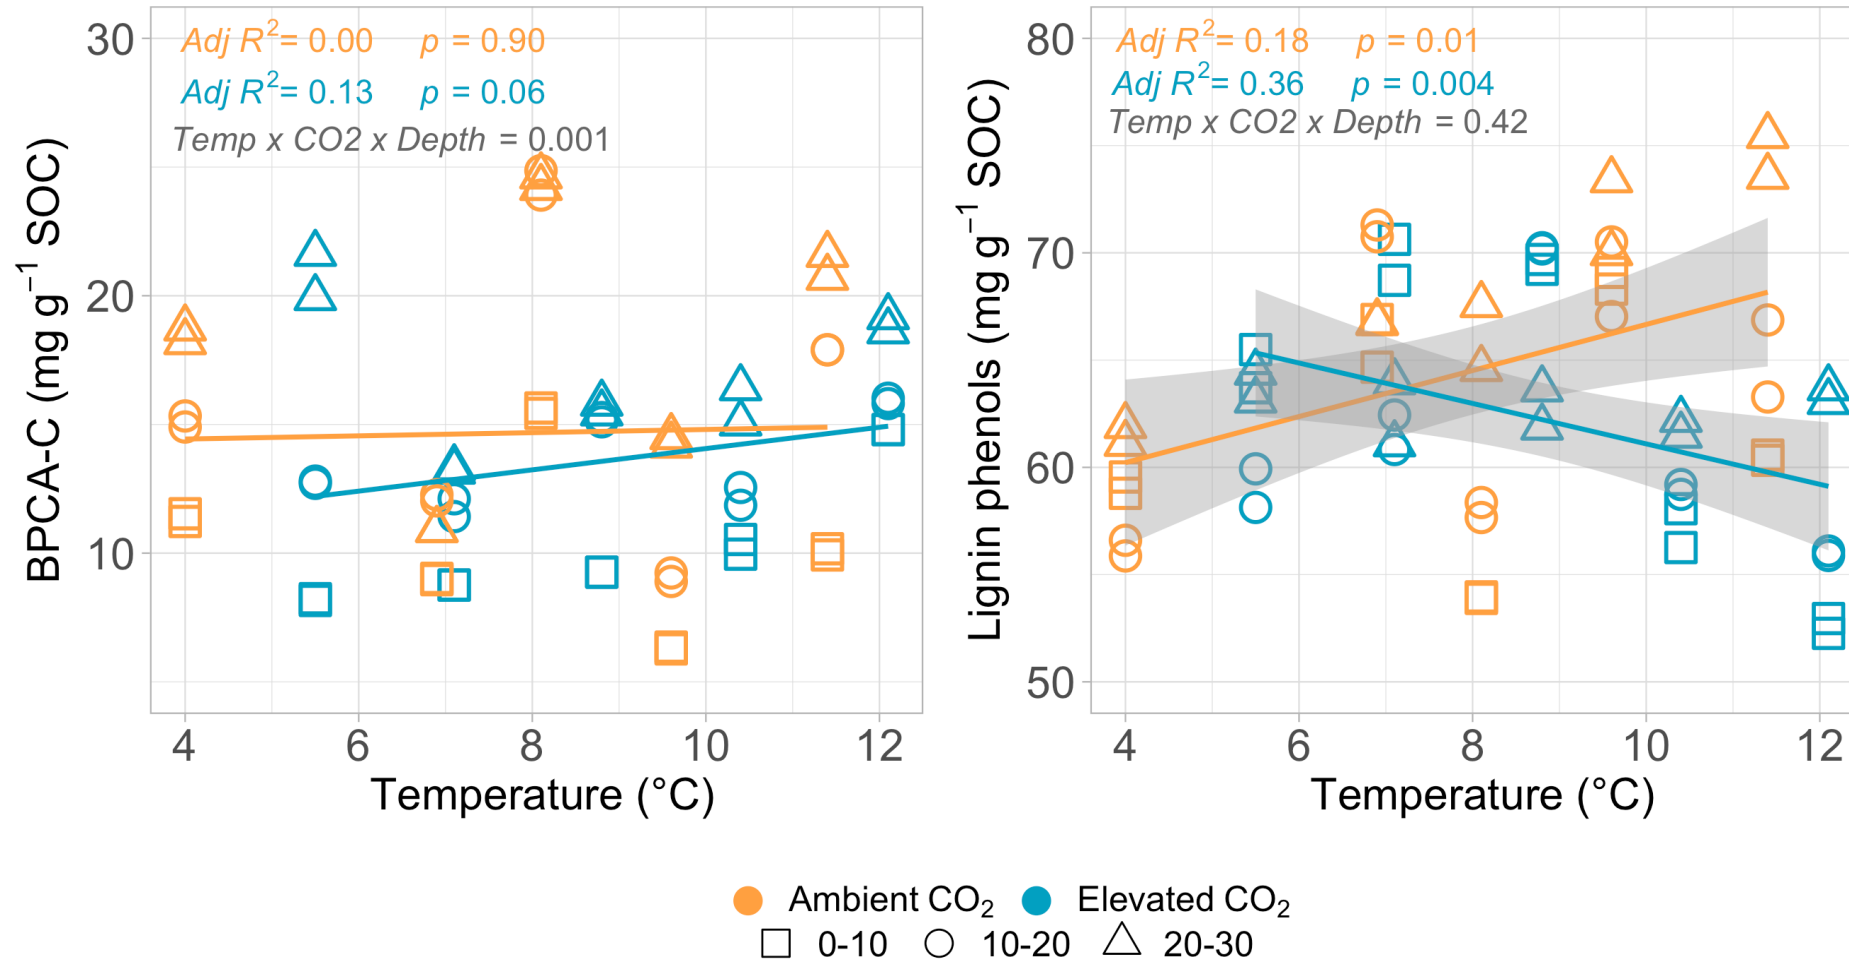 Adj R²= 0.00 p = 0.90
Adj R²= 0.13 p = 0.06
Temp x CO2 x Depth = 0.001
BPCA-C (mg g⁻¹ SOC)
30
20
10
4 6 8 10 12
Temperature (°C)
Adj R²= 0.18 p = 0.01
Adj R²= 0.36 p = 0.004
Temp x CO2 x Depth = 0.42
Lignin phenols (mg g⁻¹ SOC)
80
70
60
50
4 6 8 10 12
Temperature (°C)
Ambient CO₂ Elevated CO₂
0-10 10-20 20-30